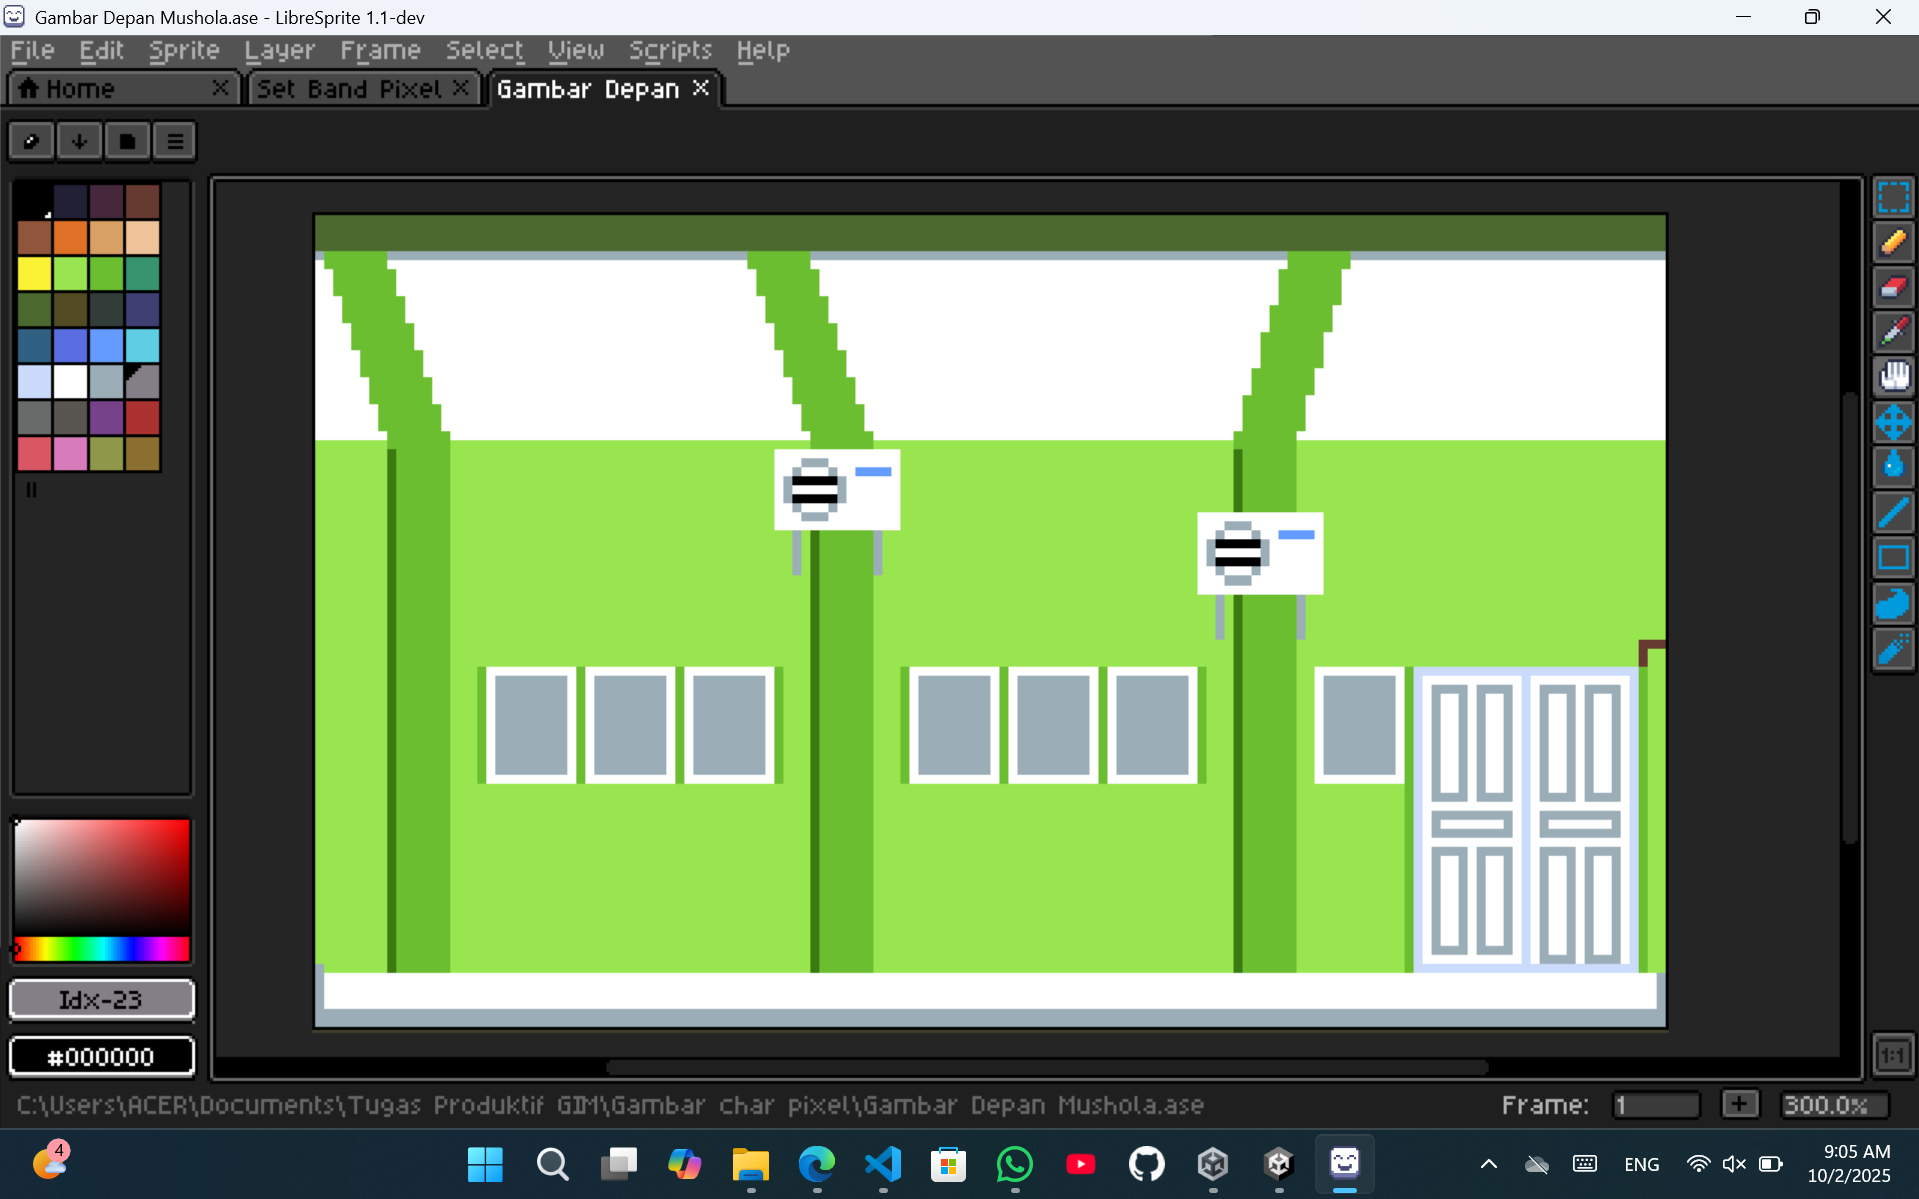 Gambar Depan Mushola.ase - LibreSprite 1.1-dev
File Edit Sprite Layer Frame Select View Scripts Help
Home Set Band Pixel Gambar Depan
Idx-23
#000000
1:1
C:\Users\ACER\Documents\Tugas Produktif GIM\Gambar char pixel\Gambar Depan Mushola.ase Frame: 1 + 300.0%
4
ENG
9:05 AM
10/2/2025